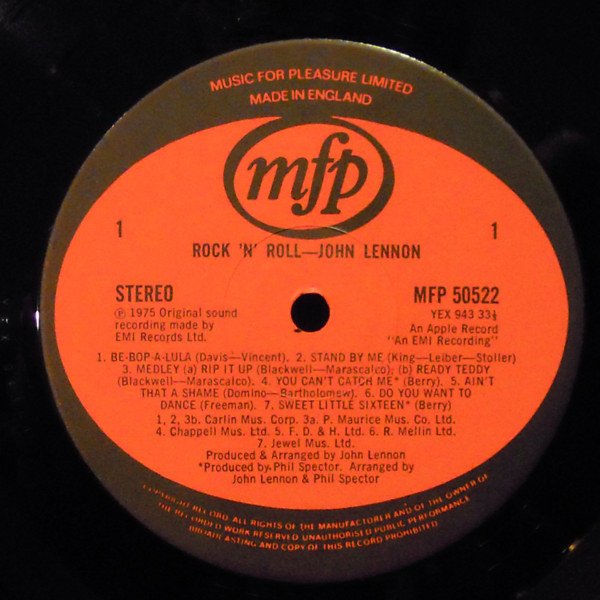 MUSIC FOR PLEASURE LIMITED
MADE IN ENGLAND
mfp
1
1
ROCK 'N' ROLL—JOHN LENNON
STEREO
MFP 50522
℗ 1975 Original sound
recording made by
EMI Records Ltd.
YEX 943 33⅓
An Apple Record
"An EMI Recording"
1. BE-BOP-A-LULA (Davis—Vincent). 2. STAND BY ME (King—Leiber—Stoller)
3. MEDLEY (a) RIP IT UP (Blackwell—Marascalco); (b) READY TEDDY
(Blackwell—Marascalco). 4. YOU CAN'T CATCH ME* (Berry). 5. AIN'T
THAT A SHAME (Domino—Bartholomew). 6. DO YOU WANT TO
DANCE (Freeman). 7. SWEET LITTLE SIXTEEN* (Berry)
1, 2, 3b. Carlin Mus. Corp. 3a. P. Maurice Mus. Co. Ltd.
4. Chappell Mus. Ltd. 5. F. D. & H. Ltd. 6. R. Mellin Ltd.
7. Jewel Mus. Ltd.
Produced & Arranged by John Lennon
*Produced by Phil Spector. Arranged by
John Lennon & Phil Spector
COPYRIGHT RECORD ALL RIGHTS OF THE MANUFACTURER AND OF THE OWNER OF
THE RECORDED WORK RESERVED UNAUTHORISED PUBLIC PERFORMANCE
BROADCASTING AND COPY OF THIS RECORD PROHIBITED